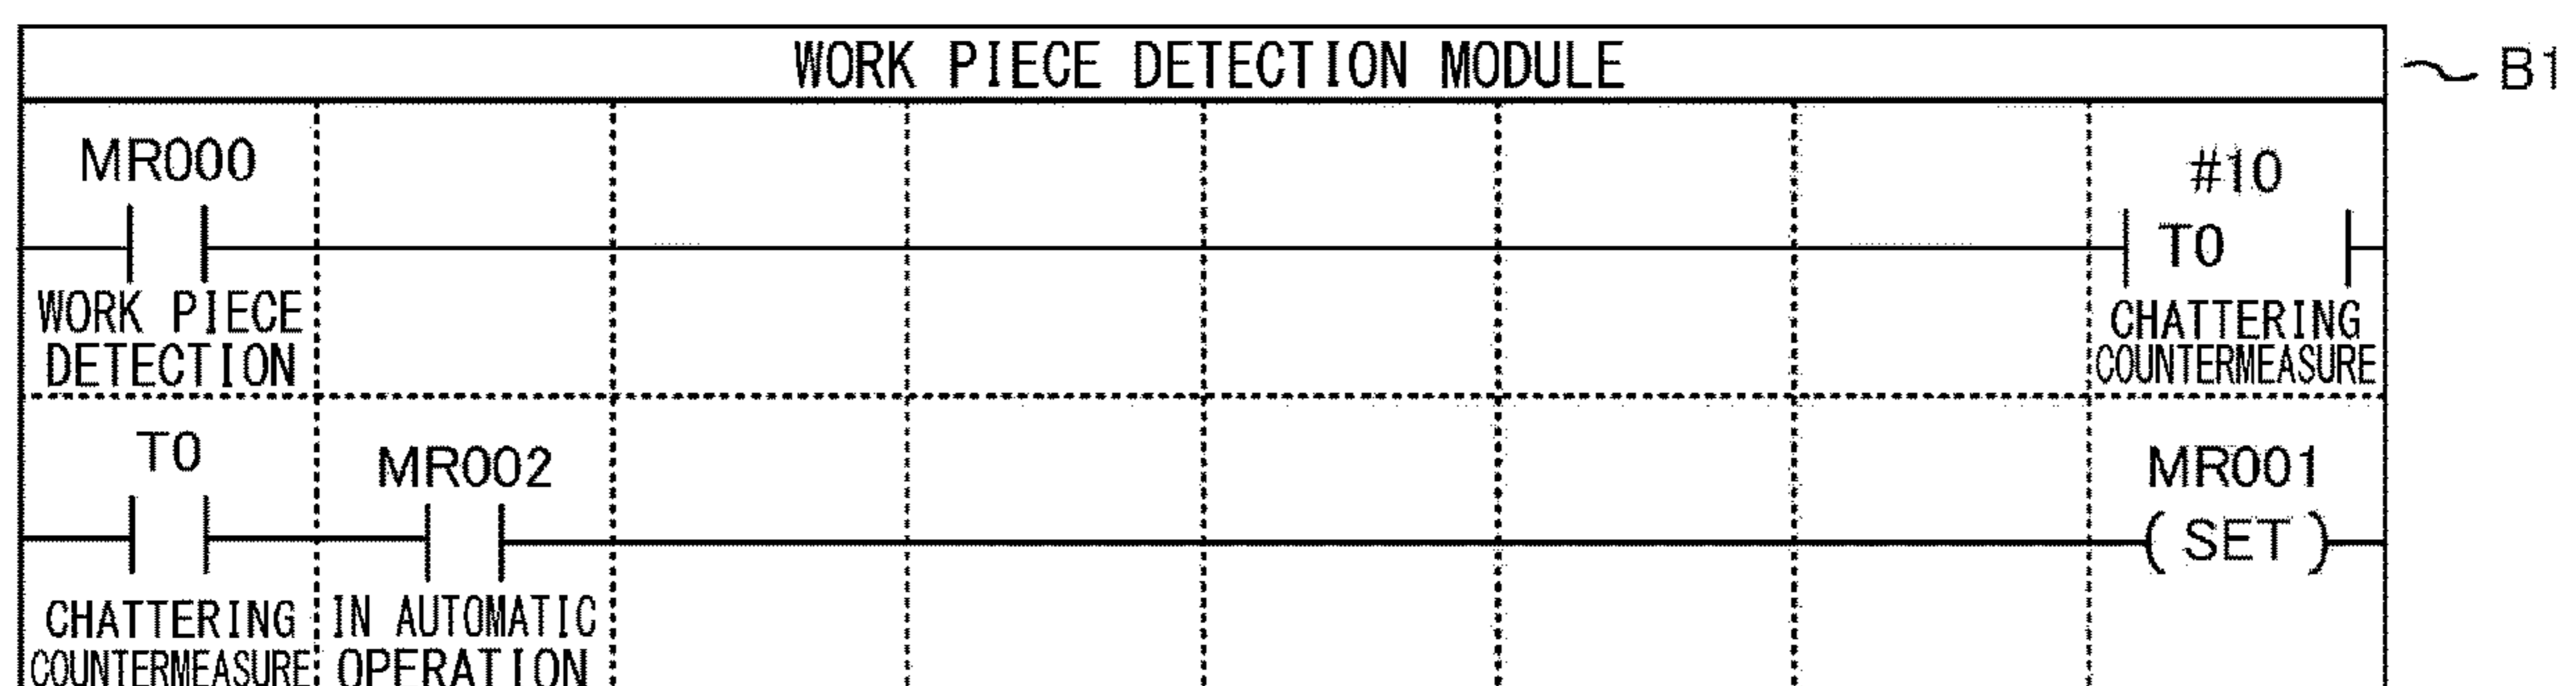 WORK PIECE DETECTION MODULE
B1
MR000
#10
T0
WORK PIECE
DETECTION
CHATTERING
COUNTERMEASURE
T0
MR002
MR001
( SET )
CHATTERING
COUNTERMEASURE
IN AUTOMATIC
OPERATION